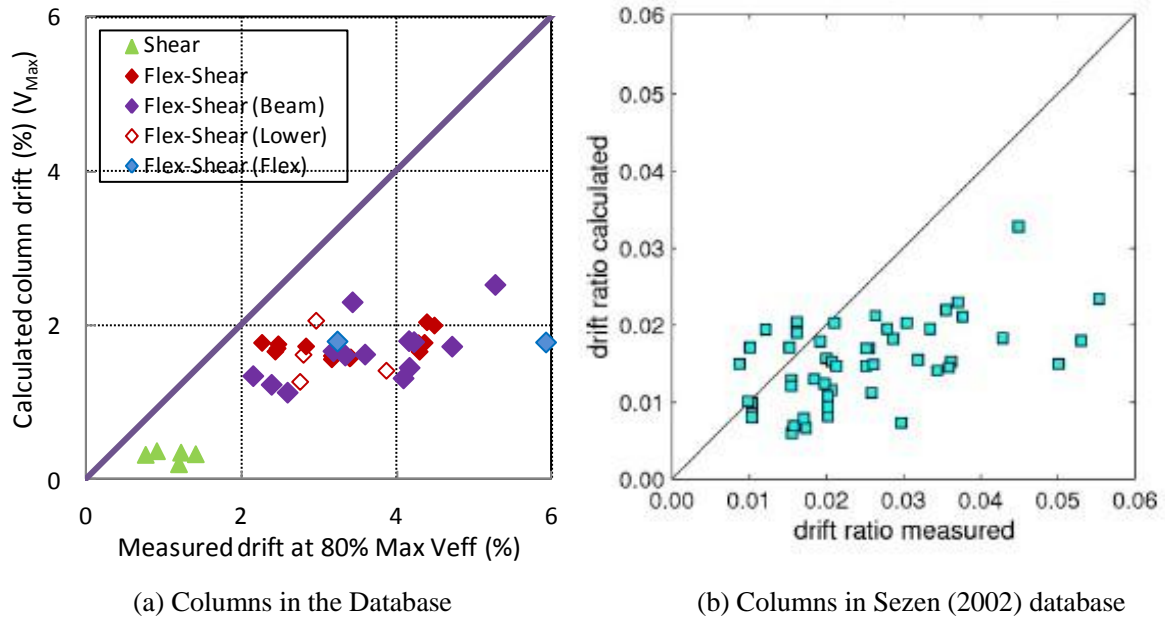 6
4
2
0
0
2
4
6
Calculated column drift (%) (VMax)
Shear
Flex-Shear
Flex-Shear (Beam)
Flex-Shear (Lower)
Flex-Shear (Flex)
Measured drift at 80% Max Veff (%)
(a) Columns in the Database
0.06
0.05
0.04
0.03
0.02
0.01
0.00
0.00
0.01
0.02
0.03
0.04
0.05
0.06
drift ratio calculated
drift ratio measured
(b) Columns in Sezen (2002) database